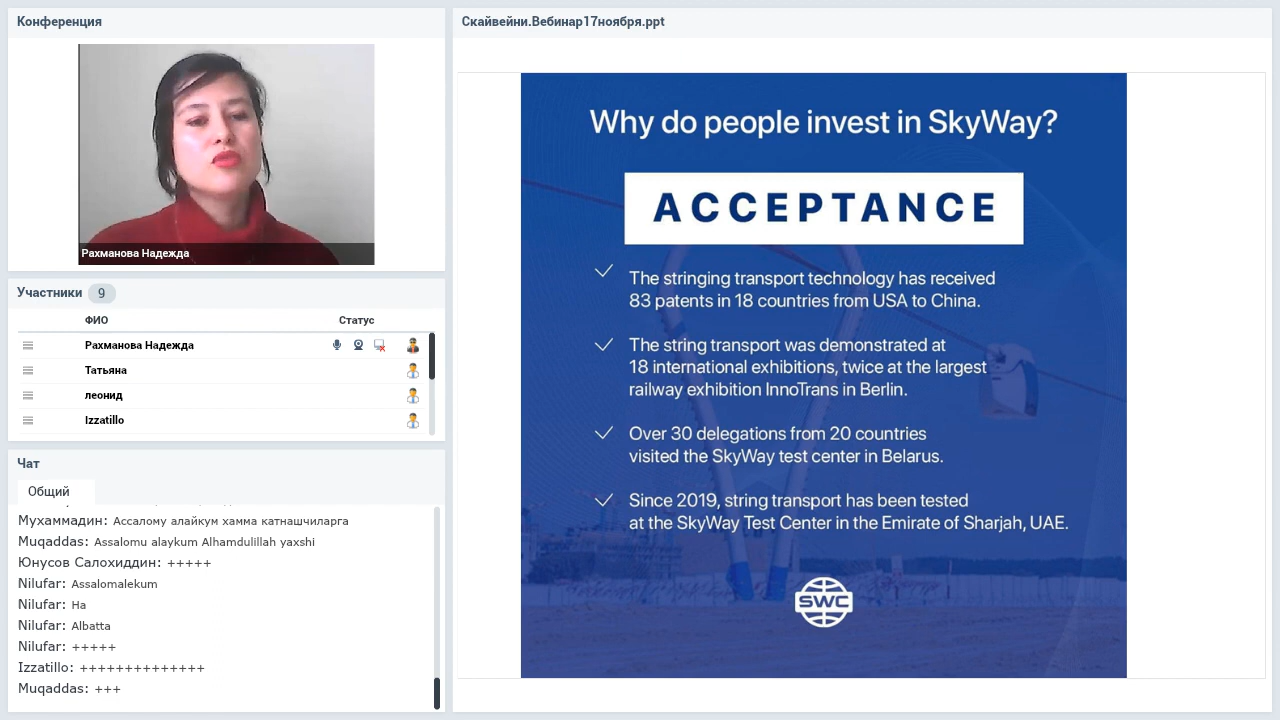 Конференция
Рахманова Надежда
Участники 9
ФИО Статус
Рахманова Надежда
Татьяна
леонид
Izzatillo
Чат
Общий
Мухаммадин: Ассалому алайкум хамма катнашчиларга
Muqaddas: Assalomu alaykum Alhamdulillah yaxshi
Юнусов Салохиддин: +++++
Nilufar: Assalomalekum
Nilufar: Ha
Nilufar: Albatta
Nilufar: +++++
Izzatillo: ++++++++++++++
Muqaddas: +++
Скайвейни.Вебинар17ноября.ppt
Why do people invest in SkyWay?
ACCEPTANCE
The stringing transport technology has received
83 patents in 18 countries from USA to China.
The string transport was demonstrated at
18 international exhibitions, twice at the largest
railway exhibition InnoTrans in Berlin.
Over 30 delegations from 20 countries
visited the SkyWay test center in Belarus.
Since 2019, string transport has been tested
at the SkyWay Test Center in the Emirate of Sharjah, UAE.
SWC